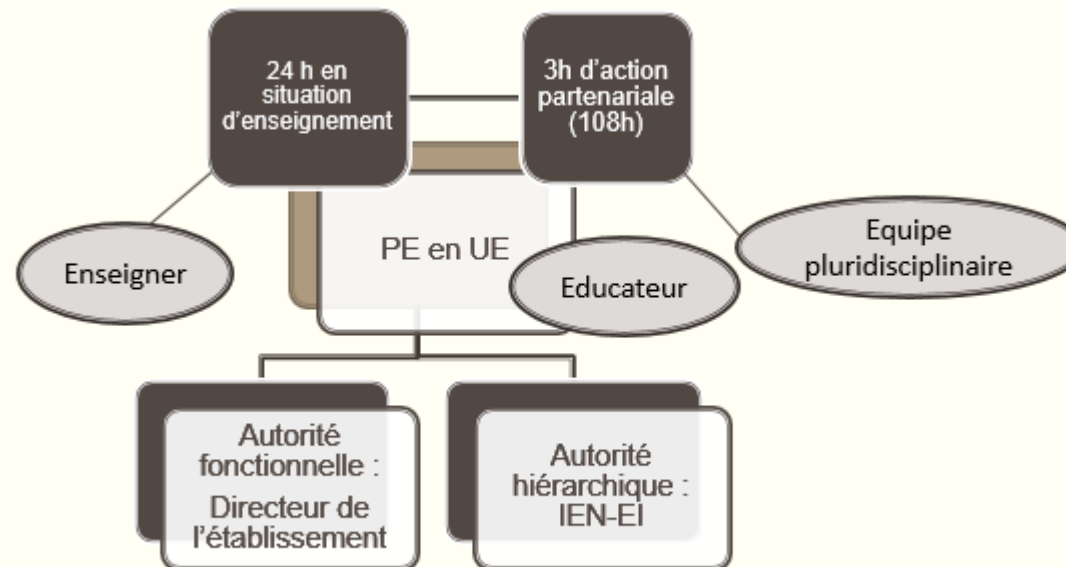 24 h en
situation
d’enseignement
3h d’action
partenariale
(108h)
Enseigner
PE en UE
Educateur
Equipe
pluridisciplinaire
Autorité
fonctionnelle :
Directeur de
l’établissement
Autorité
hiérarchique :
IEN-EI